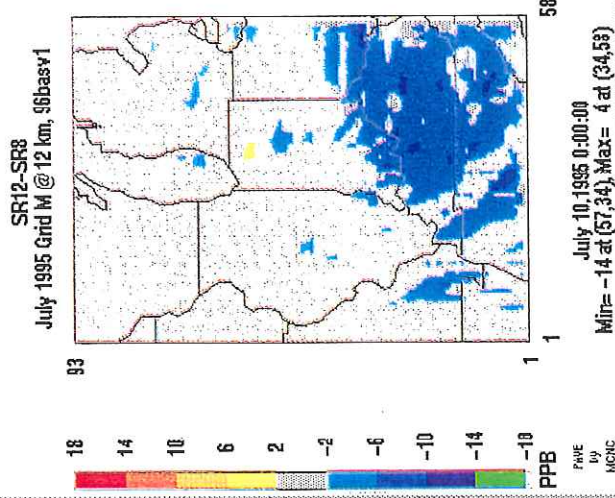 SR12-SR8
July 1995 Grid M @ 12 km, 96basv1
93
1
1
58
18
14
10
6
2
-2
-6
-10
-14
-18
PPB
PAVE
by
MCNC
July 10,1995 0:00:00
Min= -14 at (57,34), Max= 4 at (34,59)